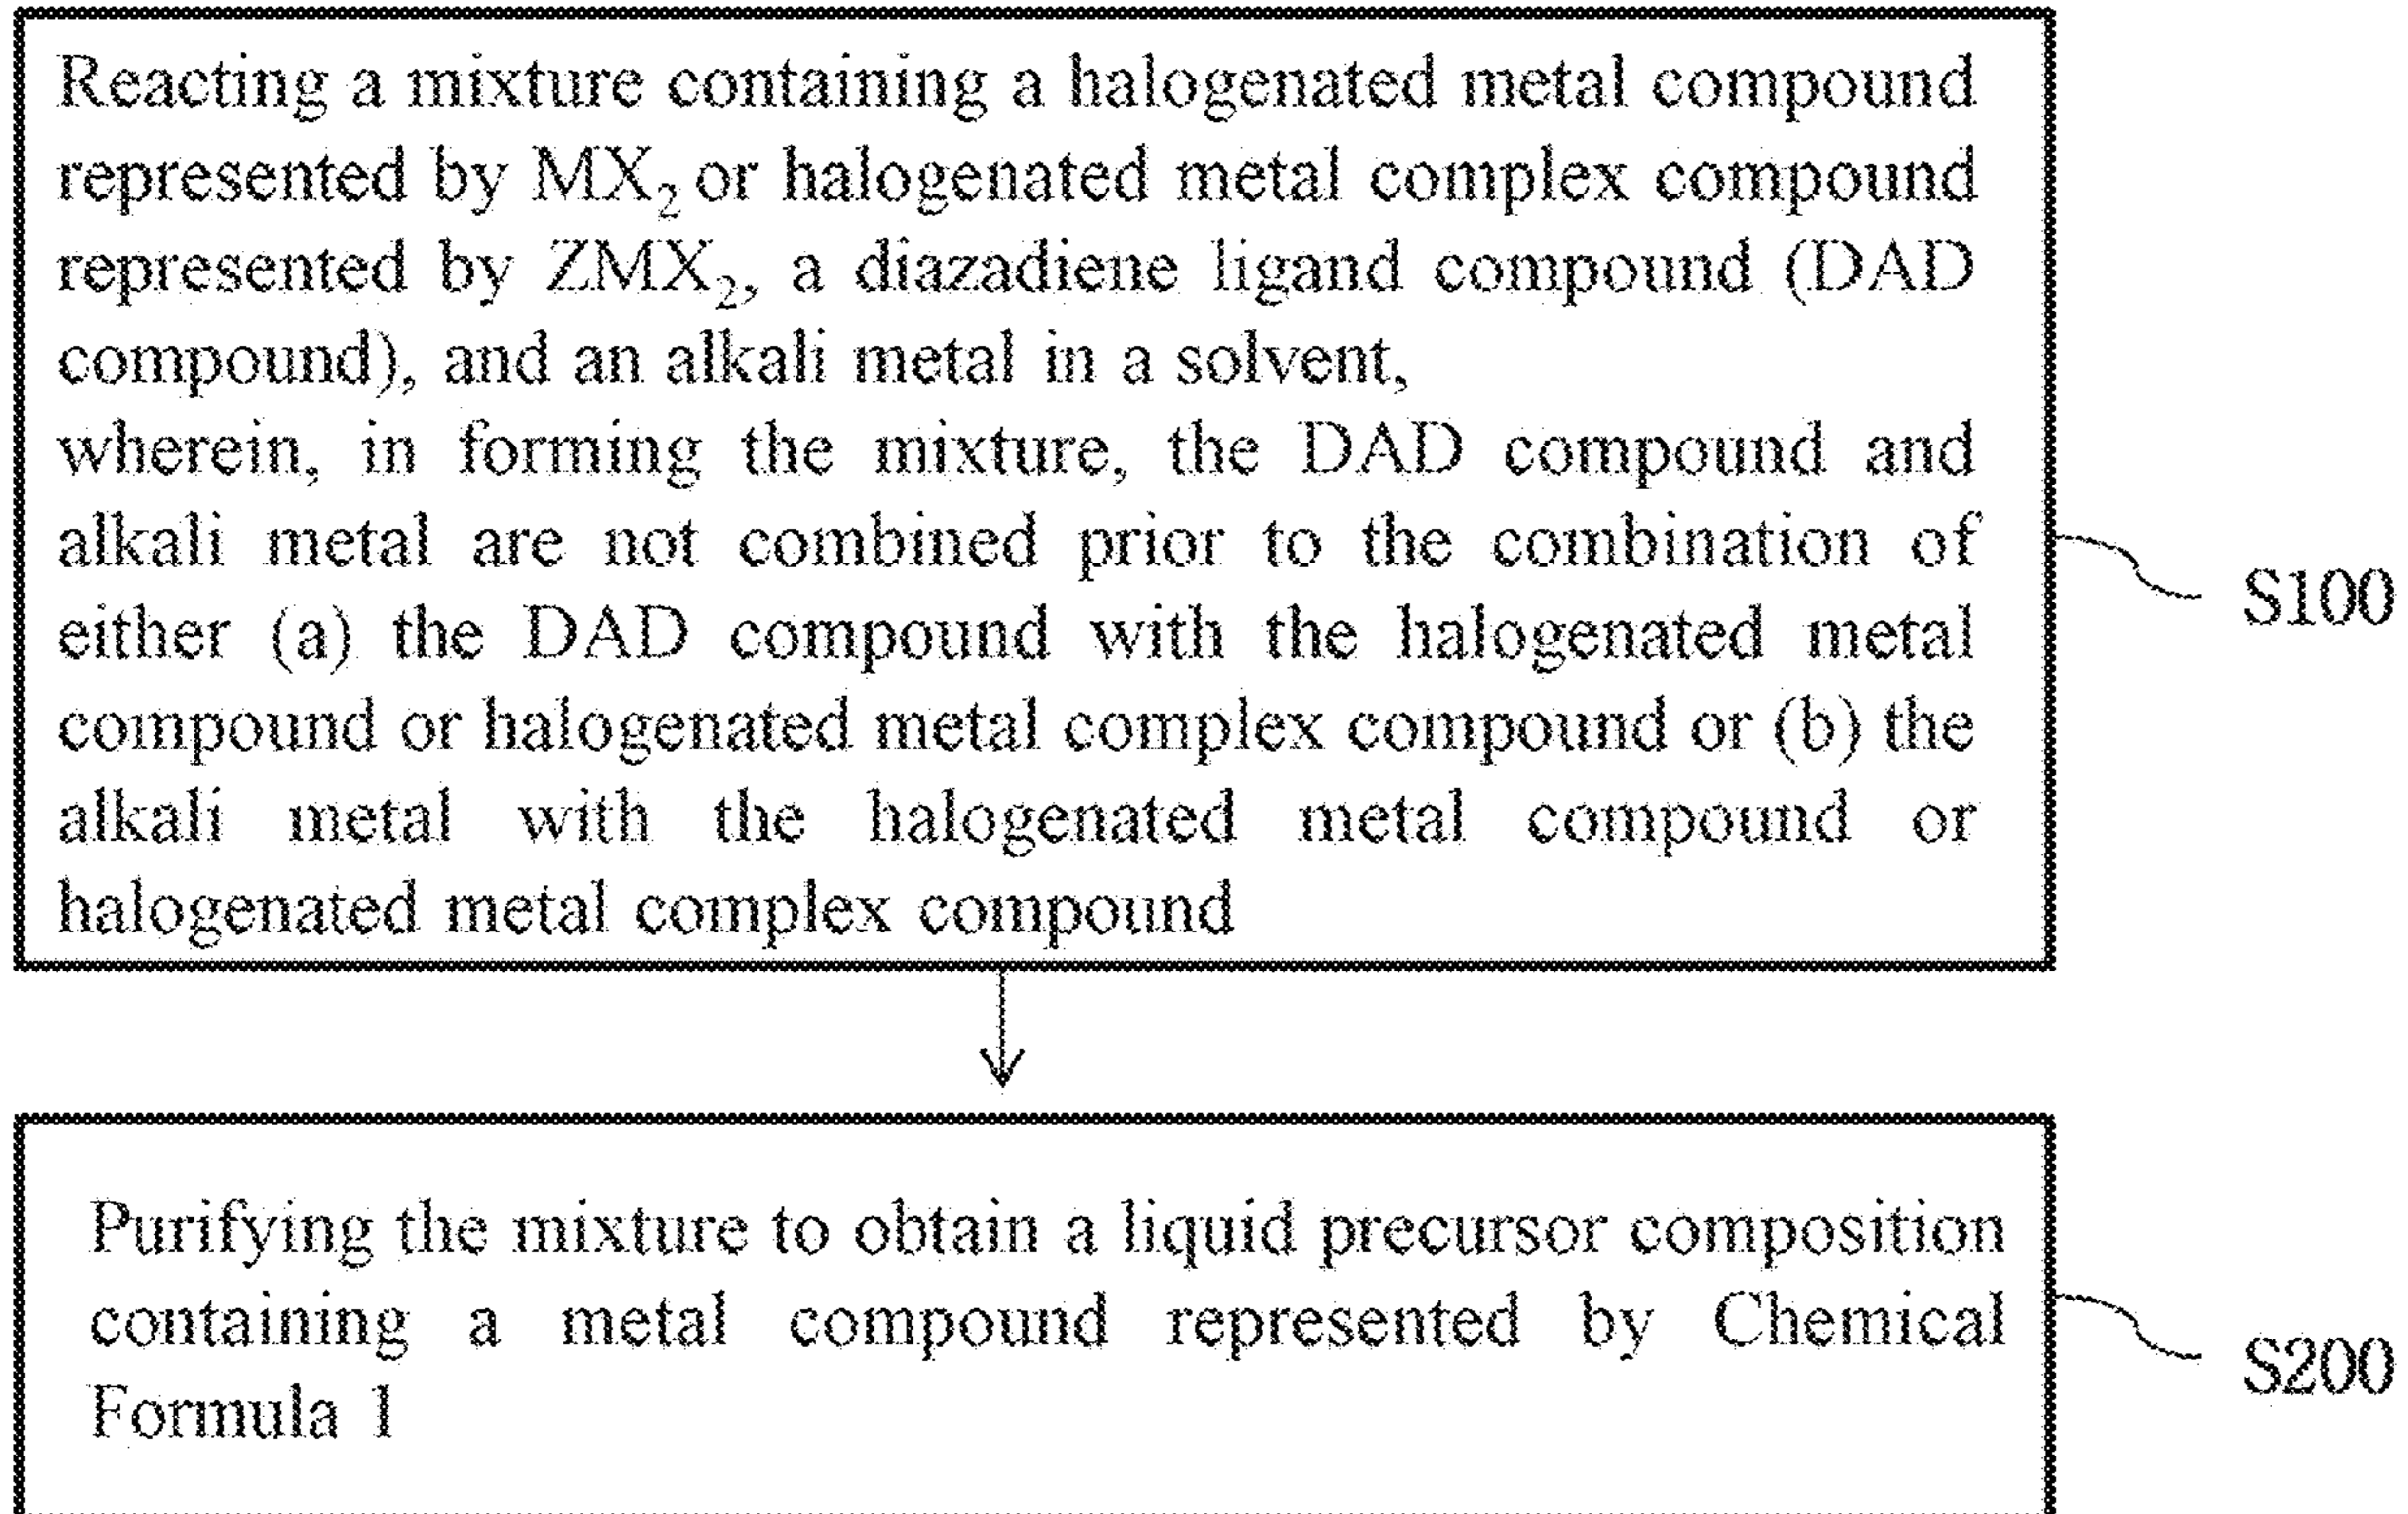 Reacting a mixture containing a halogenated metal compound
represented by MX₂ or halogenated metal complex compound
represented by ZMX₂, a diazadiene ligand compound (DAD
compound), and an alkali metal in a solvent,
wherein, in forming the mixture, the DAD compound and
alkali metal are not combined prior to the combination of
either (a) the DAD compound with the halogenated metal
compound or halogenated metal complex compound or (b) the
alkali metal with the halogenated metal compound or
halogenated metal complex compound
S100
Purifying the mixture to obtain a liquid precursor composition
containing a metal compound represented by Chemical
Formula 1
S200